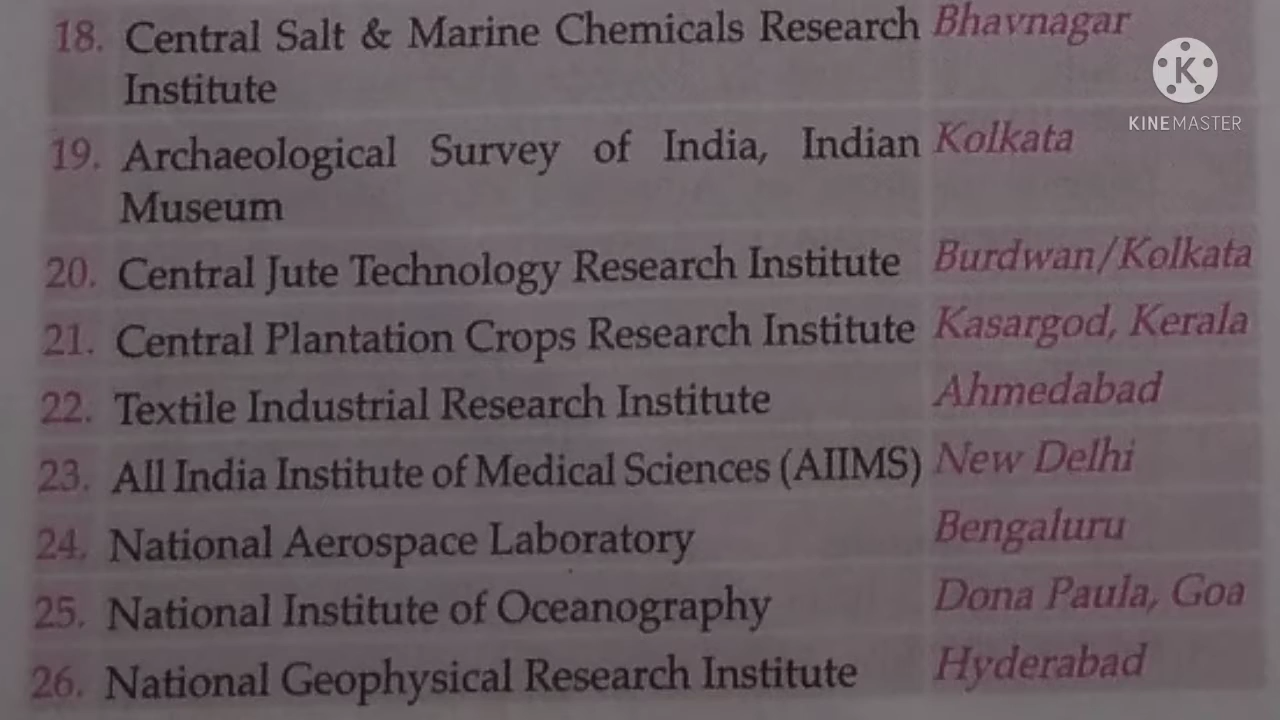 18. Central Salt & Marine Chemicals Research Bhavnagar
Institute
K
KINEMASTER
19. Archaeological Survey of India, Indian Kolkata
Museum
20. Central Jute Technology Research Institute Burdwan/Kolkata
21. Central Plantation Crops Research Institute Kasargod, Kerala
22. Textile Industrial Research Institute Ahmedabad
23. All India Institute of Medical Sciences (AIIMS) New Delhi
24. National Aerospace Laboratory Bengaluru
25. National Institute of Oceanography Dona Paula, Goa
26. National Geophysical Research Institute Hyderabad